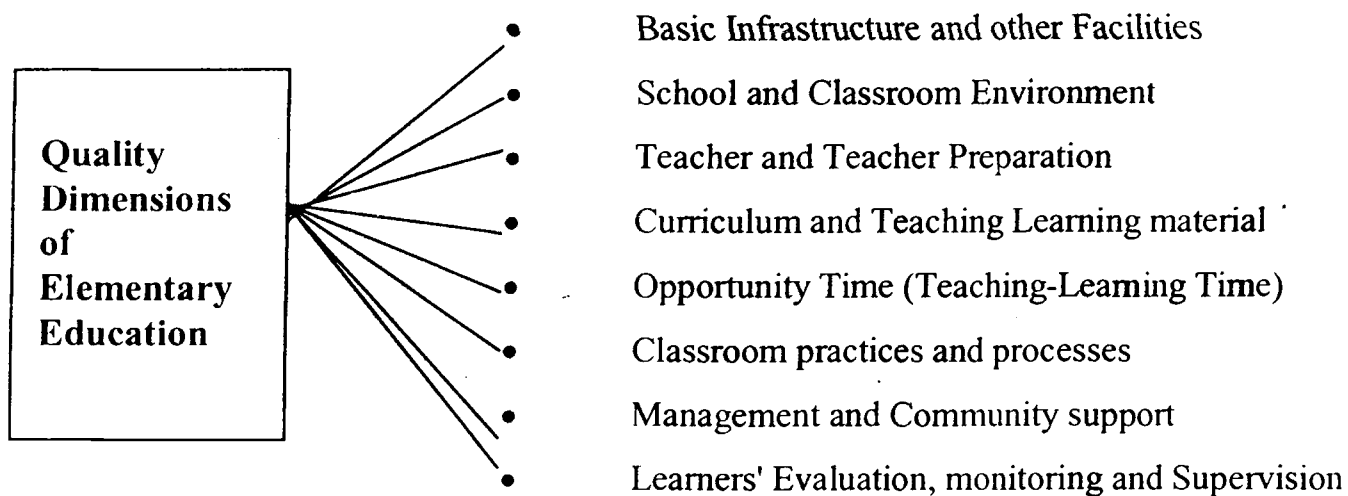 Quality
Dimensions
of
Elementary
Education
• Basic Infrastructure and other Facilities
• School and Classroom Environment
• Teacher and Teacher Preparation
• Curriculum and Teaching Learning material
• Opportunity Time (Teaching-Learning Time)
• Classroom practices and processes
• Management and Community support
• Learners' Evaluation, monitoring and Supervision